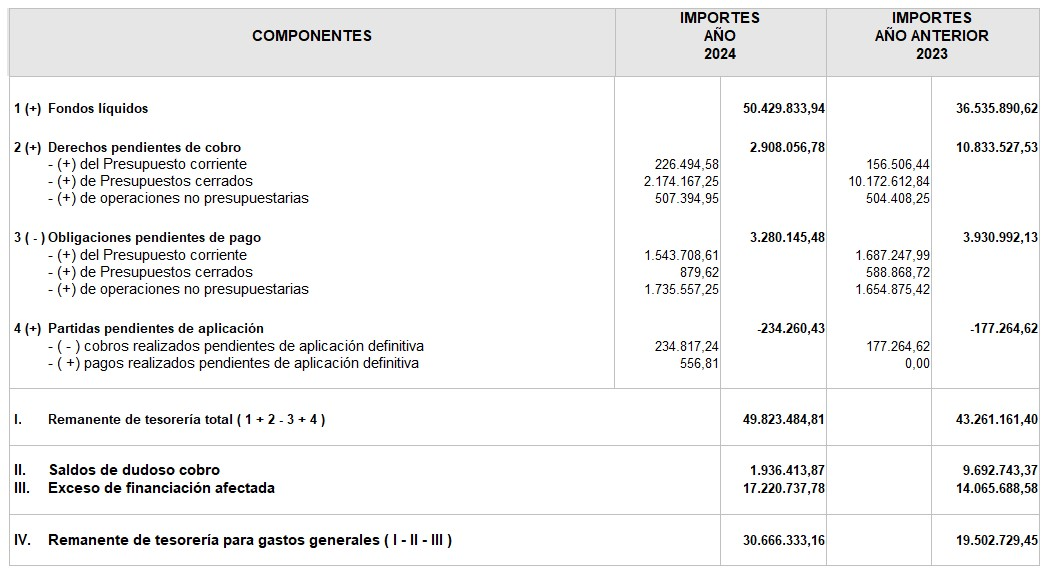 COMPONENTES IMPORTES AÑO 2024 IMPORTES AÑO ANTERIOR 2023
1 (+) Fondos líquidos 50.429.833,94 36.535.890,62
2 (+) Derechos pendientes de cobro 2.908.056,78 10.833.527,53
- (+) del Presupuesto corriente 226.494,58 156.506,44
- (+) de Presupuestos cerrados 2.174.167,25 10.172.612,84
- (+) de operaciones no presupuestarias 507.394,95 504.408,25
3 ( - ) Obligaciones pendientes de pago 3.280.145,48 3.930.992,13
- (+) del Presupuesto corriente 1.543.708,61 1.687.247,99
- (+) de Presupuestos cerrados 879,62 588.868,72
- (+) de operaciones no presupuestarias 1.735.557,25 1.654.875,42
4 (+) Partidas pendientes de aplicación -234.260,43 -177.264,62
- ( - ) cobros realizados pendientes de aplicación definitiva 234.817,24 177.264,62
- ( +) pagos realizados pendientes de aplicación definitiva 556,81 0,00
I. Remanente de tesorería total ( 1 + 2 - 3 + 4 ) 49.823.484,81 43.261.161,40
II. Saldos de dudoso cobro 1.936.413,87 9.692.743,37
III. Exceso de financiación afectada 17.220.737,78 14.065.688,58
IV. Remanente de tesorería para gastos generales ( I - II - III ) 30.666.333,16 19.502.729,45